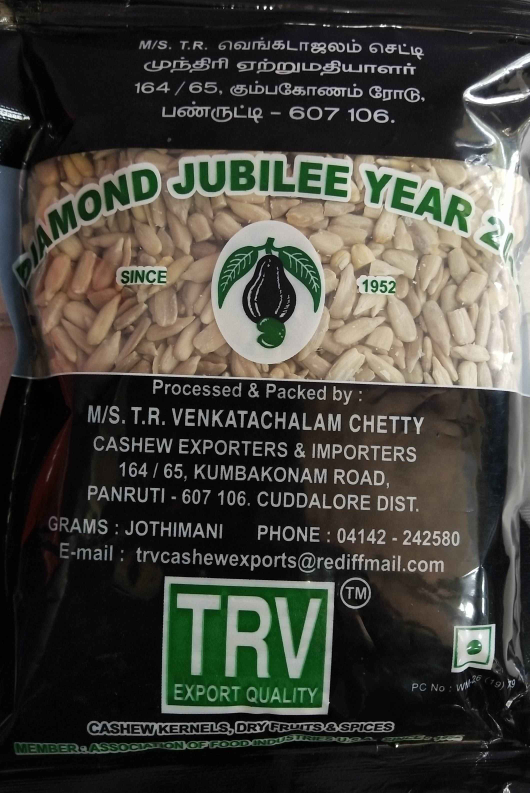 M/S. T.R. வெங்கடாஜலம் செட்டி
முந்திரி ஏற்றுமதியாளர்
164 / 65, கும்பகோணம் ரோடு,
பண்ருட்டி – 607 106.
DIAMOND JUBILEE YEAR
SINCE 1952
Processed & Packed by :
M/S. T.R. VENKATACHALAM CHETTY
CASHEW EXPORTERS & IMPORTERS
164 / 65, KUMBAKONAM ROAD,
PANRUTI - 607 106. CUDDALORE DIST.
GRAMS : JOTHIMANI PHONE : 04142 - 242580
E-mail : trvcashewexports@rediffmail.com
TM
TRV
EXPORT QUALITY
PC No :
CASHEW KERNELS, DRY FRUITS & SPICES
MEMBER : ASSOCIATION OF FOOD INDUSTRIES U.S.A.